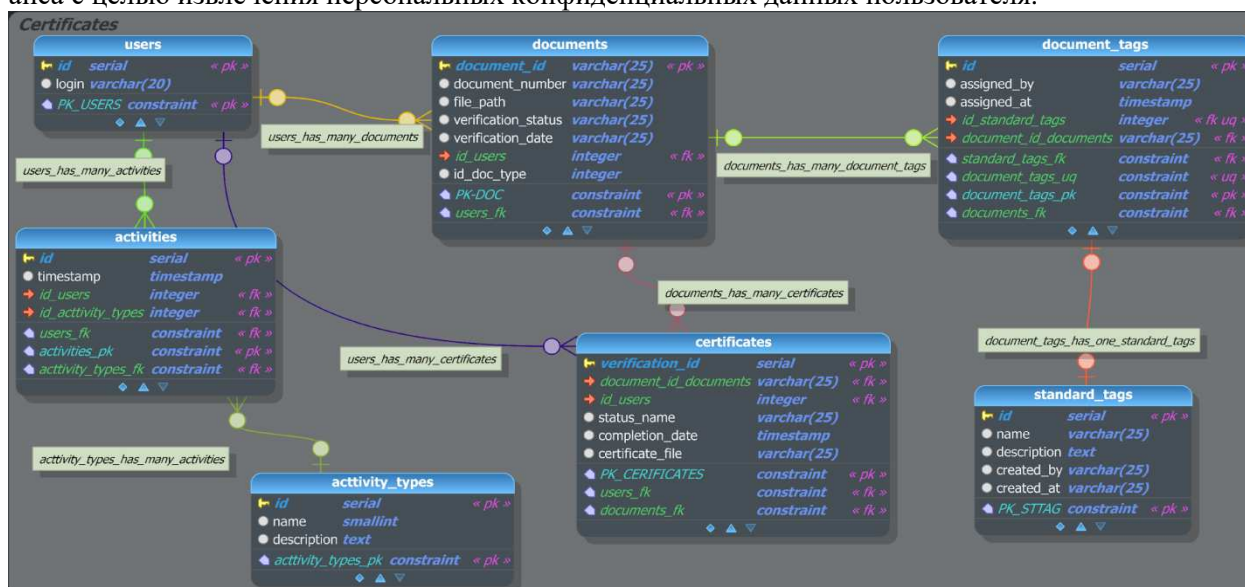 анса с целью извлечения персональных конфиденциальных данных пользователя.
Certificates
users
id serial « pk »
login varchar(20)
PK_USERS constraint « pk »
users_has_many_documents
users_has_many_activities
documents
document_id varchar(25) « pk »
document_number varchar(25)
file_path varchar(25)
verification_status varchar(25)
verification_date varchar(25)
id_users integer « fk »
id_doc_type integer
PK-DOC constraint « pk »
users_fk constraint « fk »
documents_has_many_document_tags
document_tags
id serial « pk »
assigned_by varchar(25)
assigned_at timestamp
id_standard_tags integer « fk uq »
document_id_documents varchar(25) « fk »
standard_tags_fk constraint « fk »
document_tags_uq constraint « uq »
document_tags_pk constraint « pk »
documents_fk constraint « fk »
activities
id serial « pk »
timestamp timestamp
id_users integer « fk »
id_acttivity_types integer « fk »
users_fk constraint « fk »
activities_pk constraint « pk »
acttivity_types_fk constraint « fk »
documents_has_many_certificates
users_has_many_certificates
document_tags_has_one_standard_tags
certificates
verification_id serial « pk »
document_id_documents varchar(25) « fk »
id_users integer « fk »
status_name varchar(25)
completion_date timestamp
certificate_file varchar(25)
PK_CERIFICATES constraint « pk »
users_fk constraint « fk »
documents_fk constraint « fk »
standard_tags
id serial « pk »
name varchar(25)
description text
created_by varchar(25)
created_at varchar(25)
PK_STTAG constraint « pk »
acttivity_types_has_many_activities
acttivity_types
id serial « pk »
name smallint
description text
acttivity_types_pk constraint « pk »